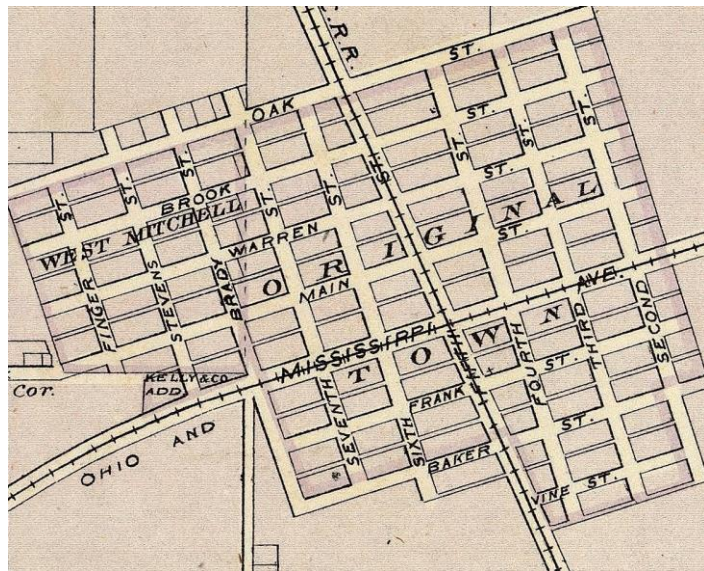 R.R.
OAK ST.
BROOK ST.
WARREN ST.
MAIN ST.
WEST MITCHELL
ORIGINAL
TOWN
MISSISSIPPI AVE.
FINGER ST.
STEVENS ST.
BRADY ST.
SEVENTH ST.
SIXTH ST.
FOURTH ST.
THIRD ST.
SECOND
FRANK ST.
BAKER ST.
VINE ST.
KELLY & CO.
ADD.
Cor.
OHIO AND